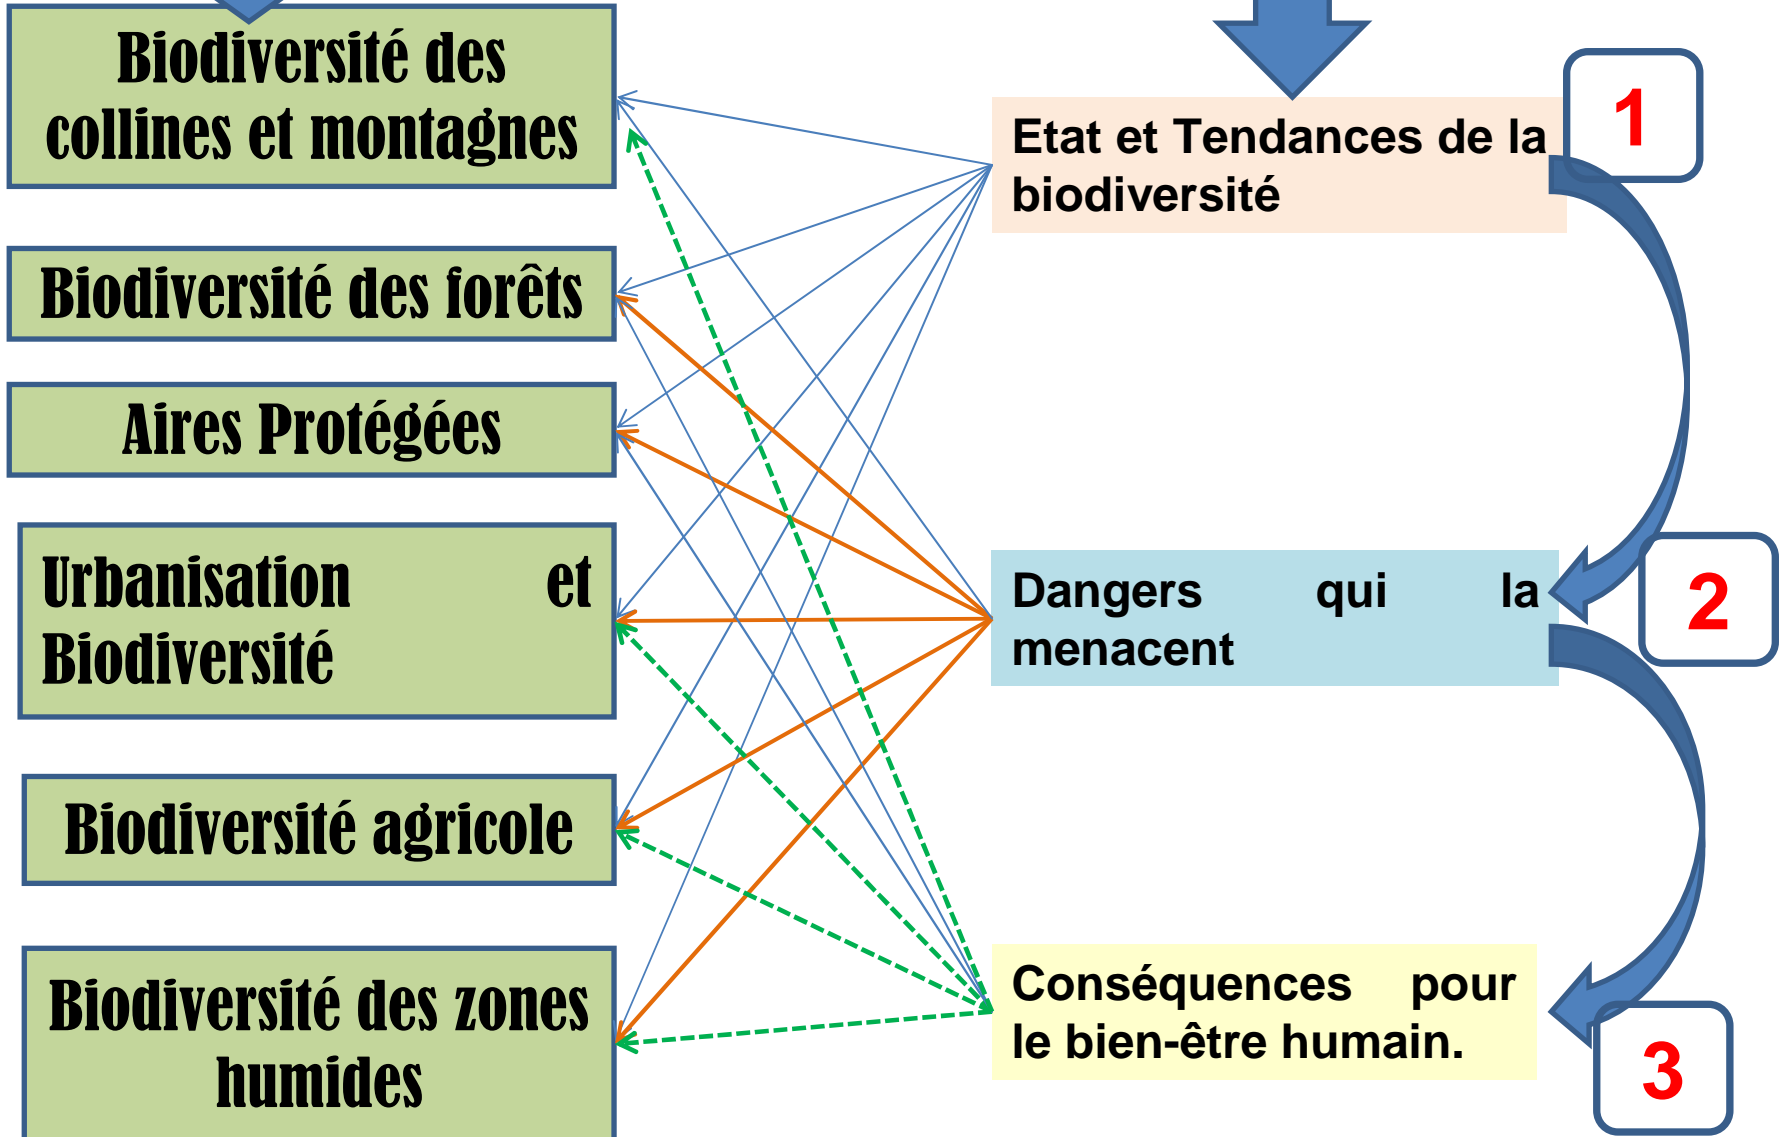 Biodiversité des
collines et montagnes
Biodiversité des forêts
Aires Protégées
Urbanisation et
Biodiversité
Biodiversité agricole
Biodiversité des zones
humides
Etat et Tendances de la
biodiversité
1
Dangers qui la
menacent
2
Conséquences pour
le bien-être humain.
3